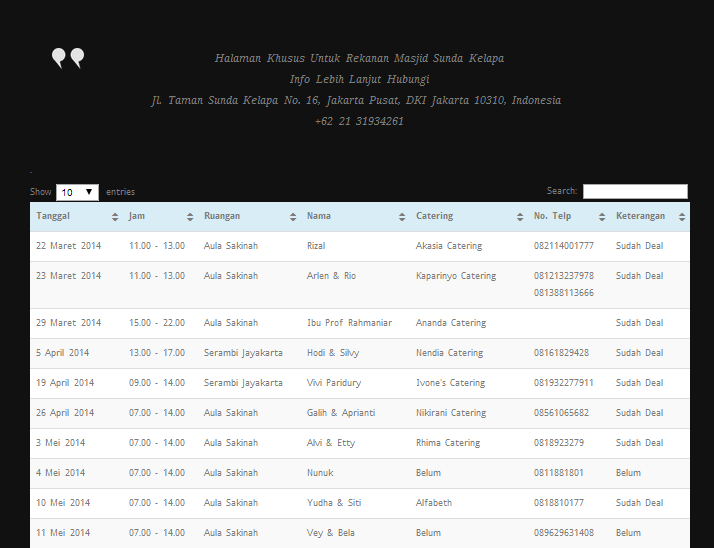 ❜❜
Halaman Khusus Untuk Rekanan Masjid Sunda Kelapa
Info Lebih Lanjut Hubungi
Jl. Taman Sunda Kelapa No. 16, Jakarta Pusat, DKI Jakarta 10310, Indonesia
+62 21 31934261
.
Show 10 entries Search:
Tanggal Jam Ruangan Nama Catering No. Telp Keterangan
22 Maret 2014 11.00 - 13.00 Aula Sakinah Rizal Akasia Catering 082114001777 Sudah Deal
23 Maret 2014 11.00 - 13.00 Aula Sakinah Arlen & Rio Kaparinyo Catering 081213237978 Sudah Deal
081388113666
29 Maret 2014 15.00 - 22.00 Aula Sakinah Ibu Prof Rahmaniar Ananda Catering Sudah Deal
5 April 2014 13.00 - 17.00 Serambi Jayakarta Hodi & Silvy Nendia Catering 08161829428 Sudah Deal
19 April 2014 09.00 - 14.00 Serambi Jayakarta Vivi Paridury Ivone's Catering 081932277911 Sudah Deal
26 April 2014 07.00 - 14.00 Aula Sakinah Galih & Aprianti Nikirani Catering 08561065682 Sudah Deal
3 Mei 2014 07.00 - 14.00 Aula Sakinah Alvi & Etty Rhima Catering 0818923279 Sudah Deal
4 Mei 2014 07.00 - 14.00 Aula Sakinah Nunuk Belum 0811881801 Belum
10 Mei 2014 07.00 - 14.00 Aula Sakinah Yudha & Siti Alfabeth 0818810177 Sudah Deal
11 Mei 2014 07.00 - 14.00 Aula Sakinah Vey & Bela Belum 089629631408 Belum